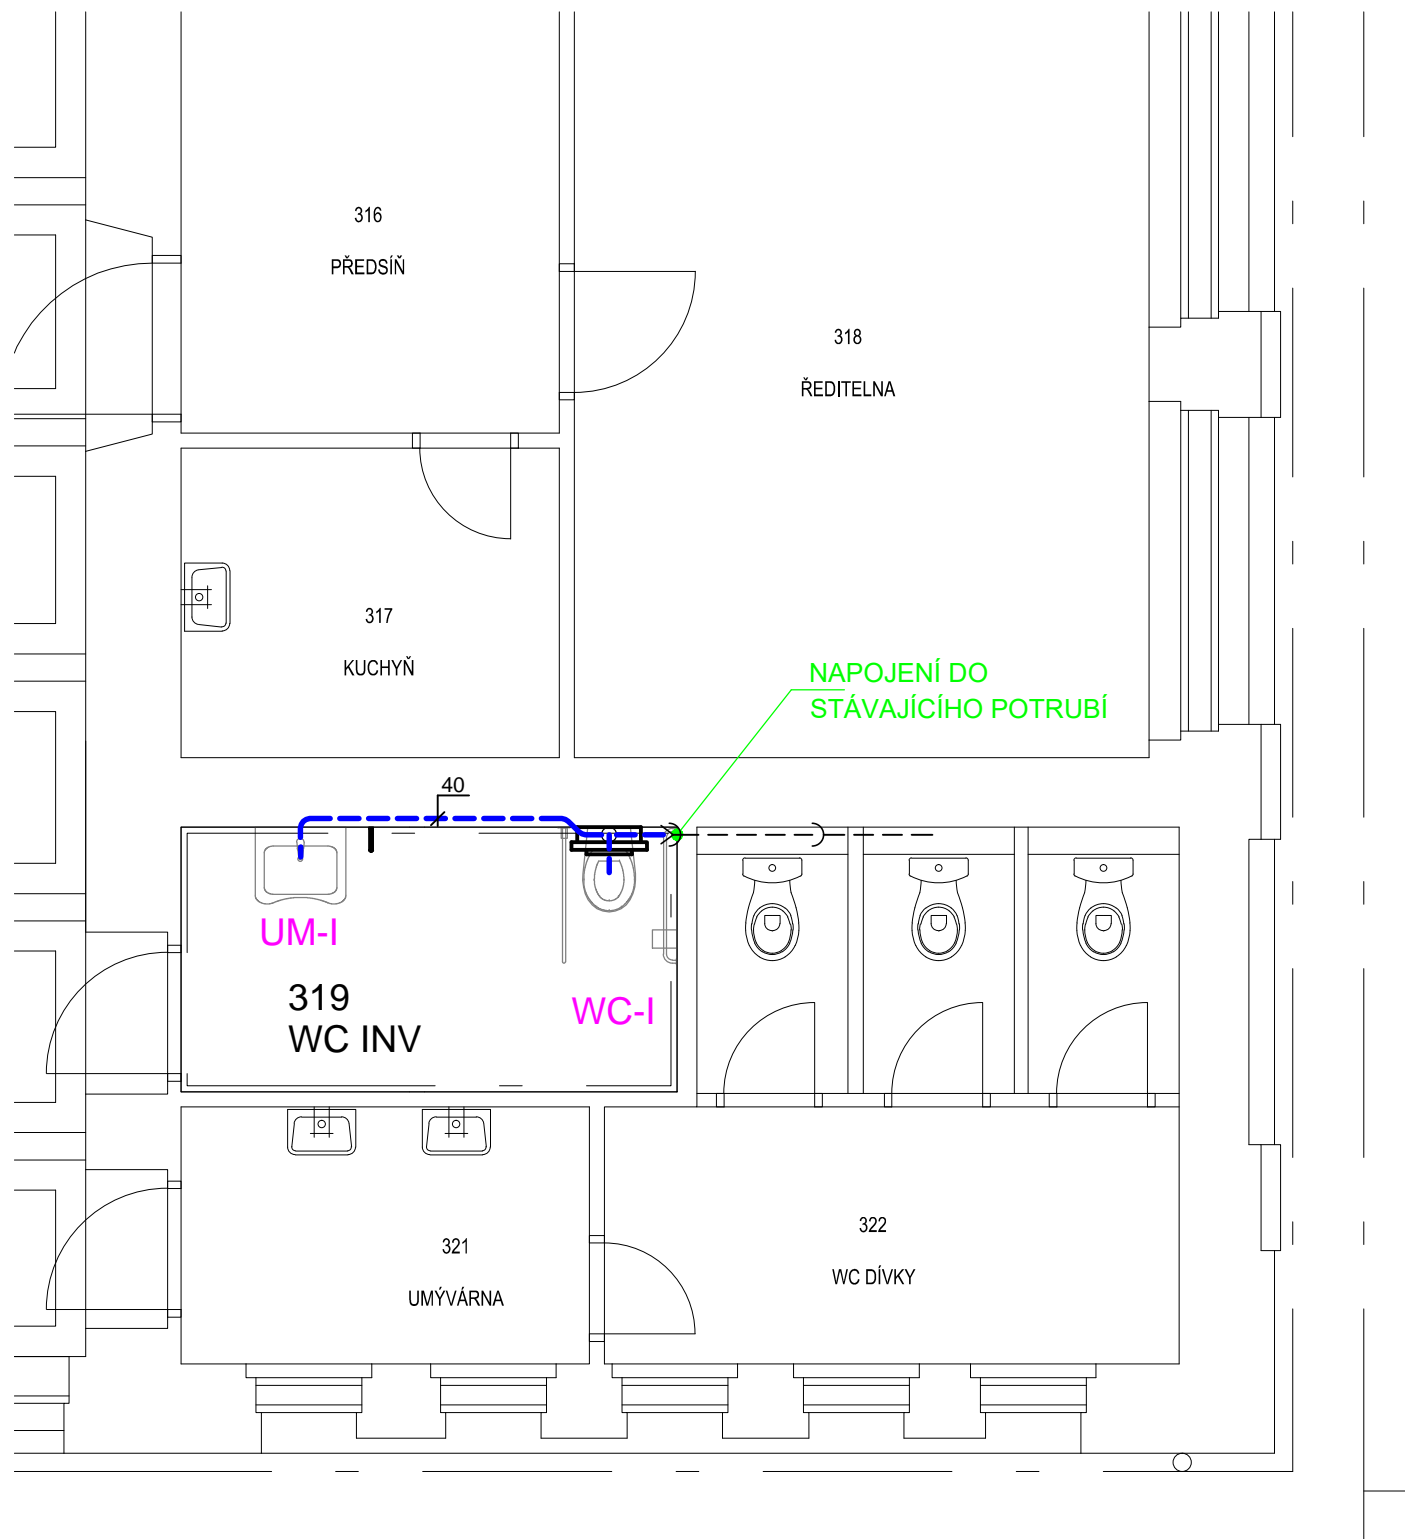 316
PŘEDSÍŇ
318
ŘEDITELNA
317
KUCHYŇ
NAPOJENÍ DO
STÁVAJÍCÍHO POTRUBÍ
40
UM-I
319
WC INV
WC-I
321
UMÝVÁRNA
322
WC DÍVKY